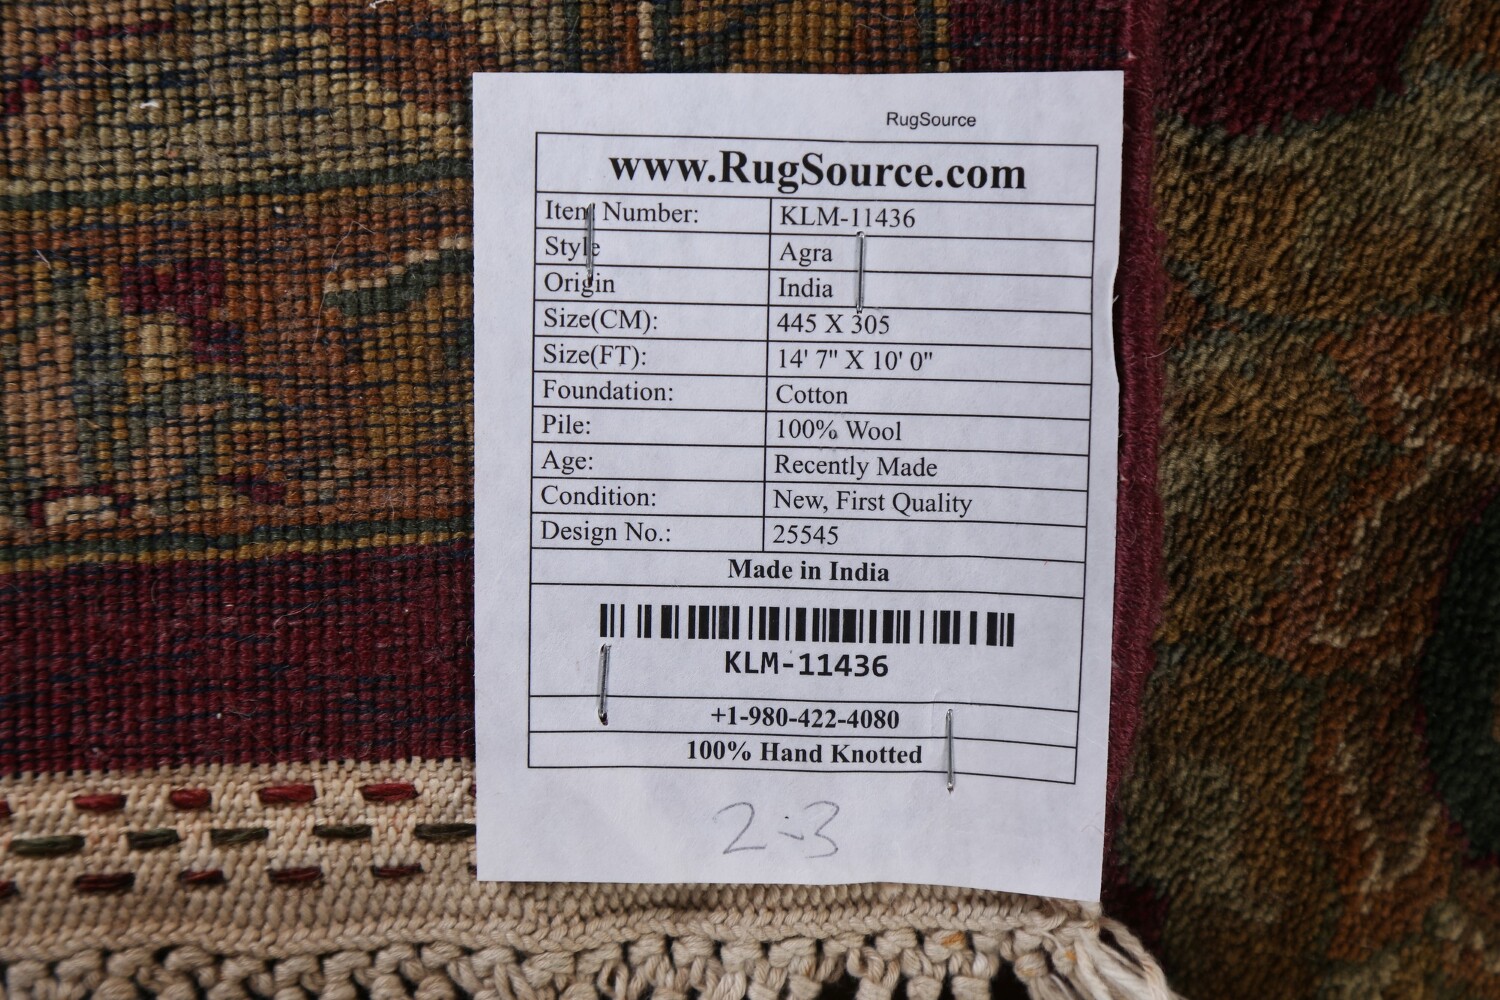 RugSource
www.RugSource.com
Item Number: KLM-11436
Style Agra
Origin India
Size(CM): 445 X 305
Size(FT): 14' 7" X 10' 0"
Foundation: Cotton
Pile: 100% Wool
Age: Recently Made
Condition: New, First Quality
Design No.: 25545
Made in India
KLM-11436
+1-980-422-4080
100% Hand Knotted
2-3